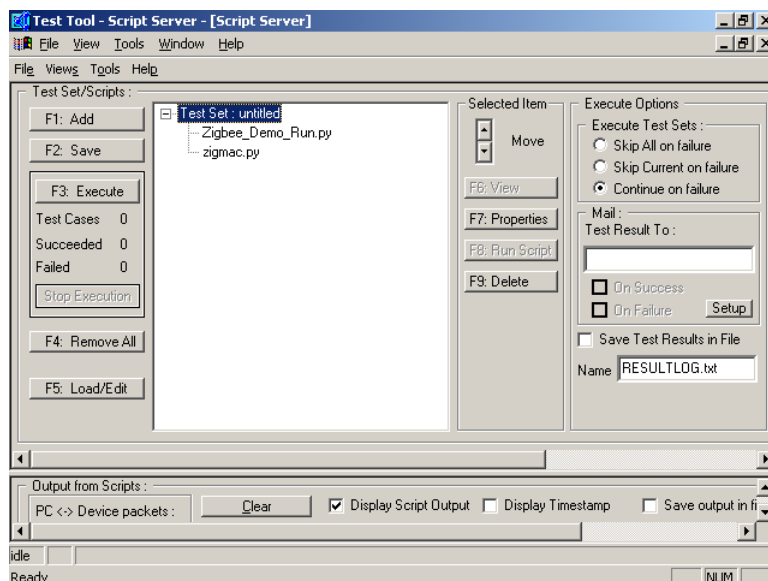 Test Tool - Script Server - [Script Server]
File View Tools Window Help
File Views Tools Help
Test Set/Scripts :
F1: Add
F2: Save
F3: Execute
Test Cases 0
Succeeded 0
Failed 0
Stop Execution
F4: Remove All
F5: Load/Edit
Test Set : untitled
Zigbee_Demo_Run.py
zigmac.py
Selected Item
Move
F6: View
F7: Properties
F8: Run Script
F9: Delete
Execute Options
Execute Test Sets :
Skip All on failure
Skip Current on failure
Continue on failure
Mail :
Test Result To :
On Success
On Failure
Setup
Save Test Results in File
Name RESULTLOG.txt
Output from Scripts :
PC <-> Device packets :
Clear
Display Script Output
Display Timestamp
Save output in fi
idle
Ready
NUM